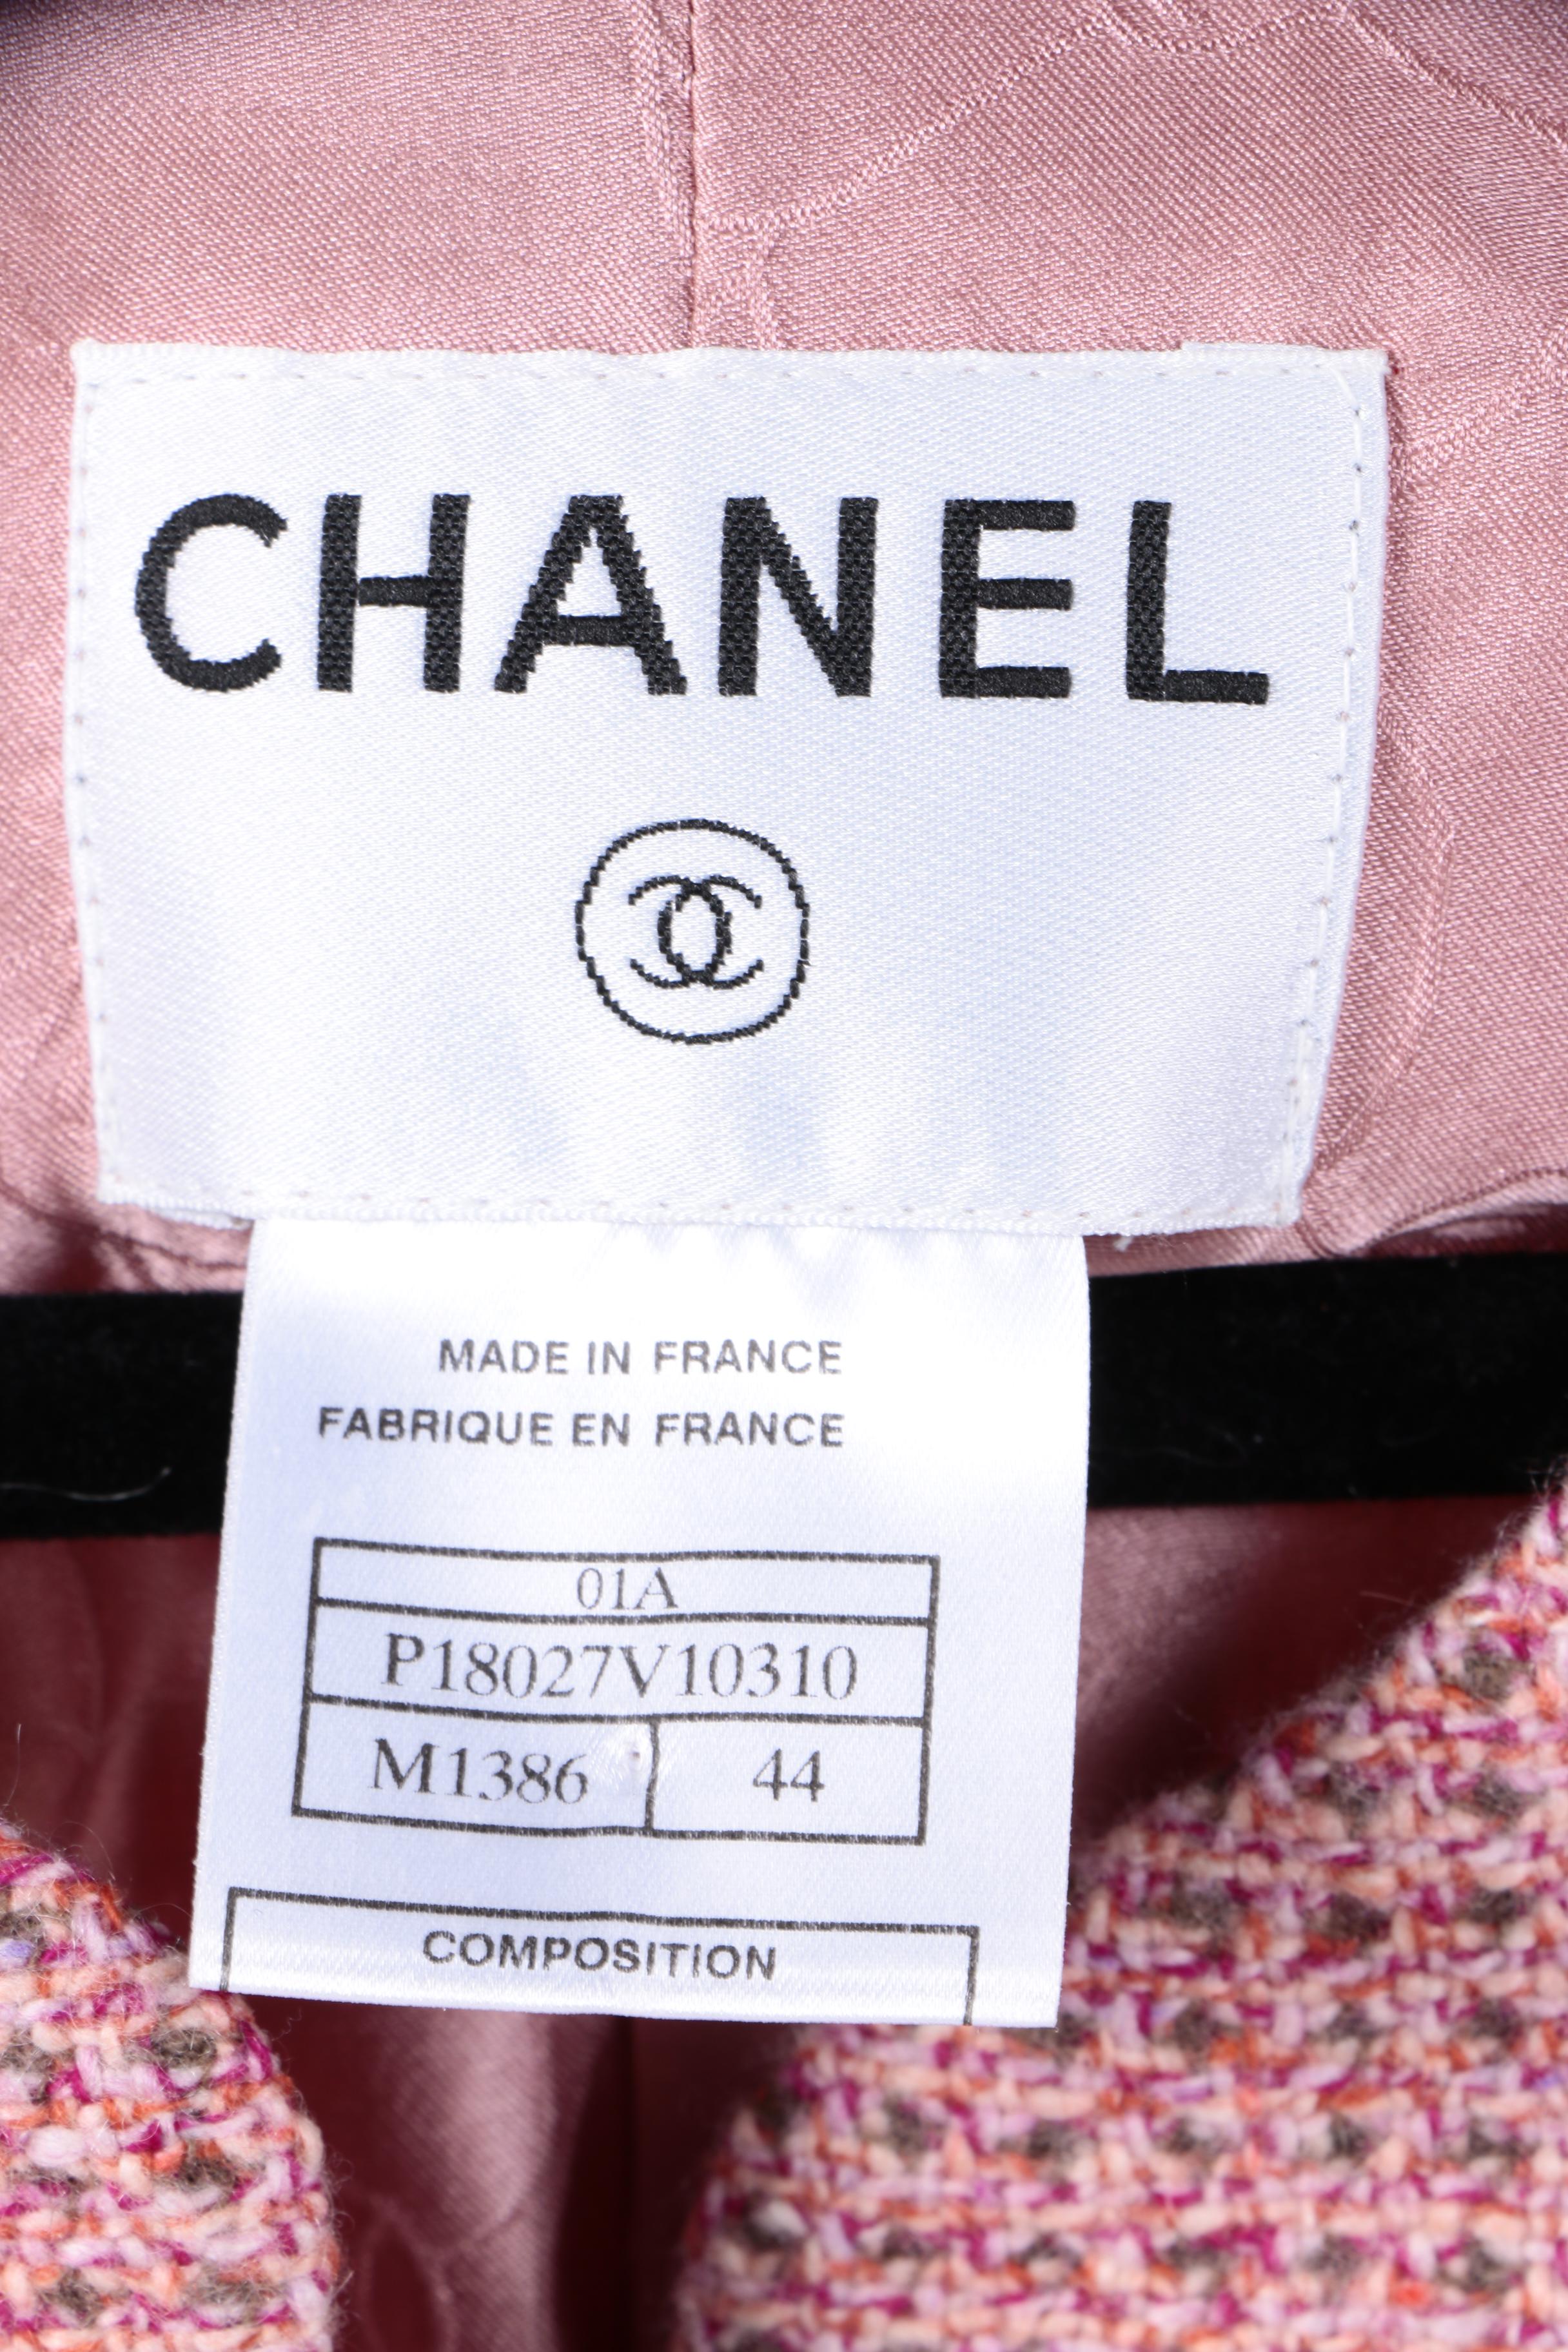 CHANEL
MADE IN FRANCE
FABRIQUE EN FRANCE
01A
P18027V10310
M1386 44
COMPOSITION